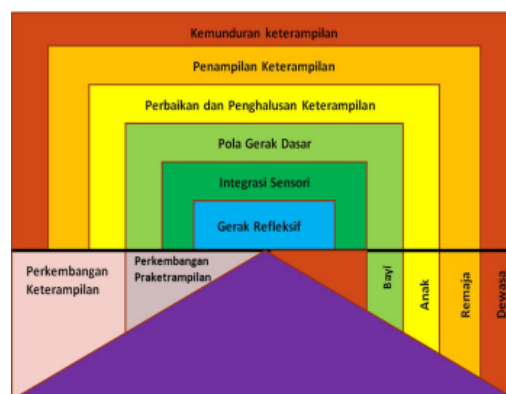 Kemunduran keterampilan
Penampilan Keterampilan
Perbaikan dan Penghalusan Keterampilan
Pola Gerak Dasar
Integrasi Sensori
Gerak Refleksif
Perkembangan
Keterampilan
Perkembangan
Praketrampilan
Bayi
Anak
Remaja
Dewasa